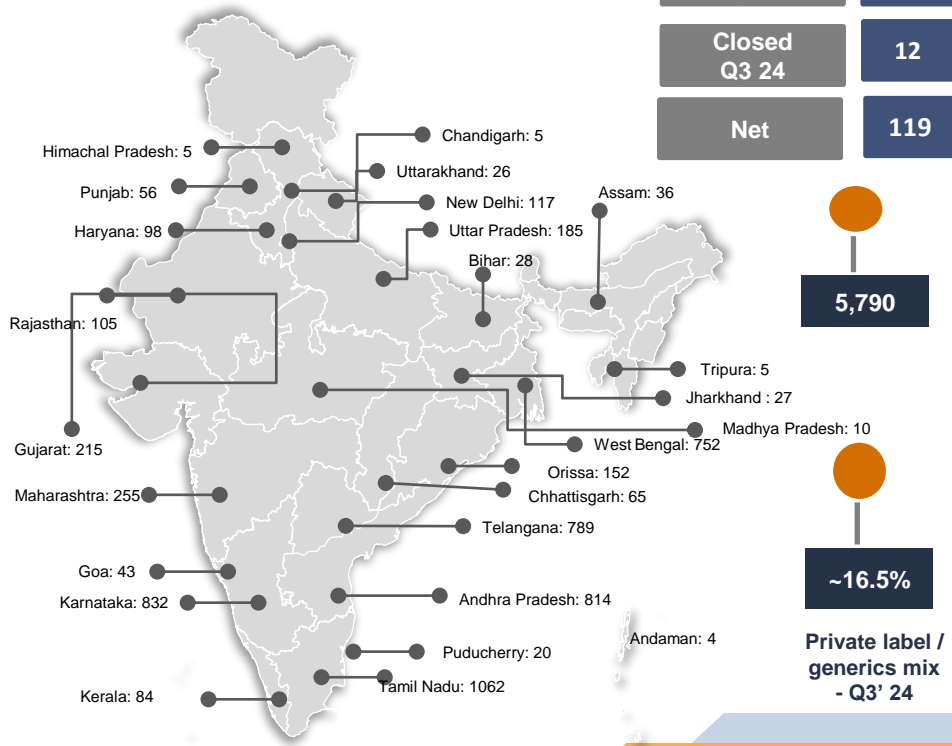 Closed
Q3 24
12
Net
119
Chandigarh: 5
Himachal Pradesh: 5
Uttarakhand: 26
Punjab: 56
Assam: 36
New Delhi: 117
Haryana: 98
Uttar Pradesh: 185
Bihar: 28
5,790
Rajasthan: 105
Tripura: 5
Jharkhand : 27
Madhya Pradesh: 10
Gujarat: 215
West Bengal: 752
Orissa: 152
Maharashtra: 255
Chhattisgarh: 65
Telangana: 789
~16.5%
Goa: 43
Karnataka: 832
Andhra Pradesh: 814
Andaman: 4
Private label /
generics mix
- Q3' 24
Puducherry: 20
Tamil Nadu: 1062
Kerala: 84